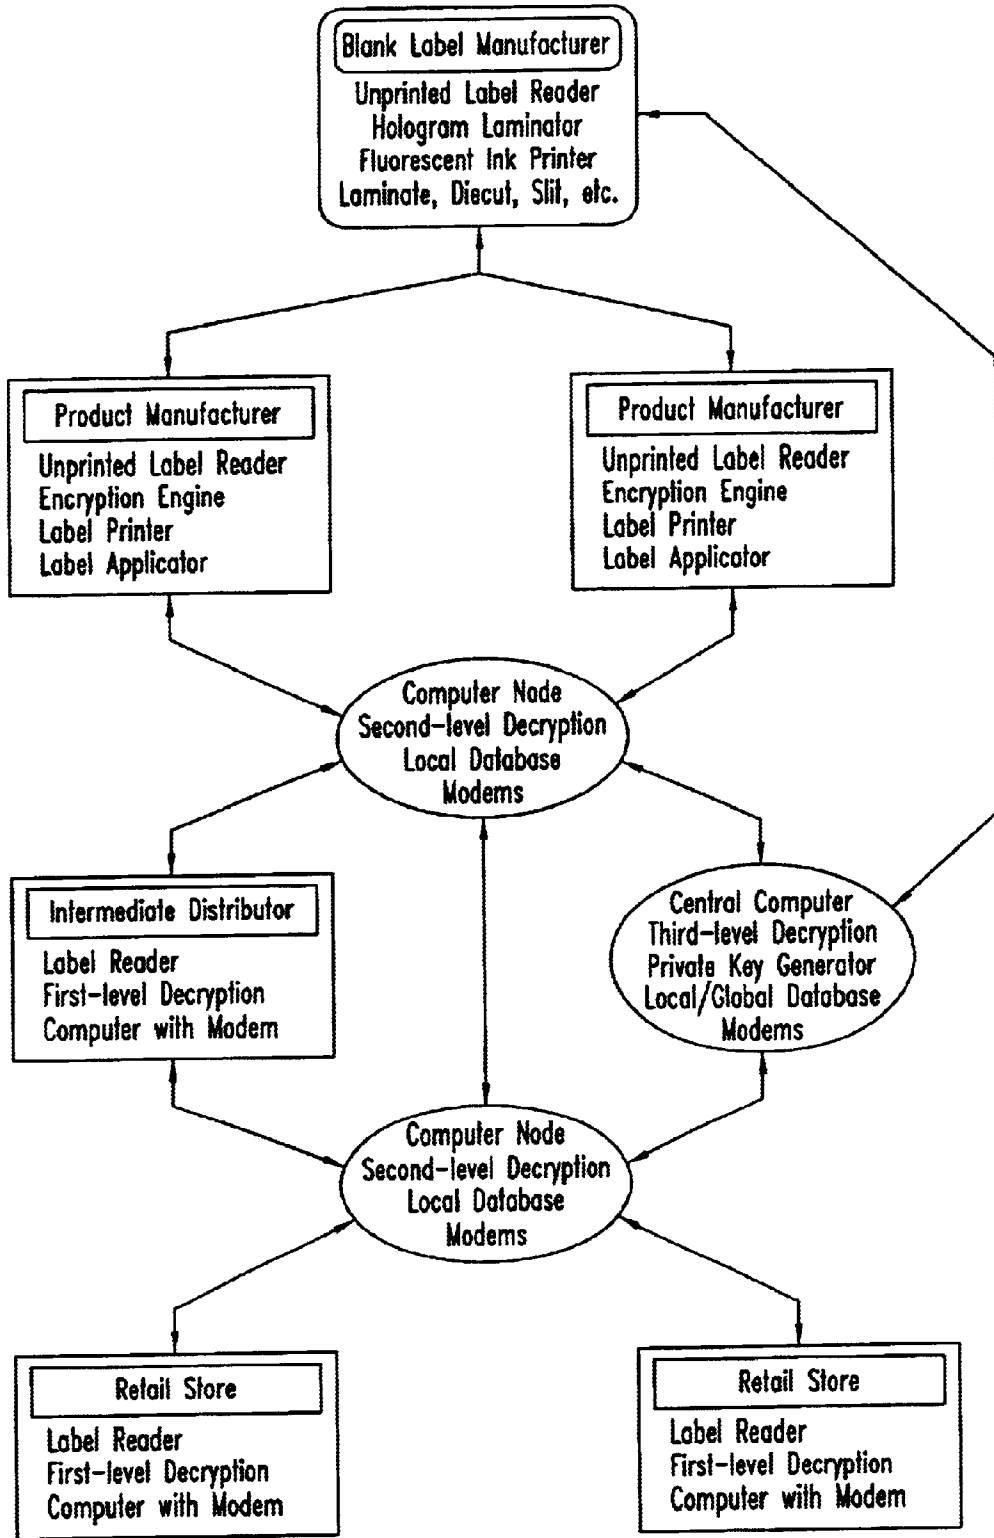 Blank Label Manufacturer
Unprinted Label Reader
Hologram Laminator
Fluorescent Ink Printer
Laminate, Diecut, Slit, etc.
Product Manufacturer
Unprinted Label Reader
Encryption Engine
Label Printer
Label Applicator
Product Manufacturer
Unprinted Label Reader
Encryption Engine
Label Printer
Label Applicator
Computer Node
Second-level Decryption
Local Database
Modems
Intermediate Distributor
Label Reader
First-level Decryption
Computer with Modem
Central Computer
Third-level Decryption
Private Key Generator
Local/Global Database
Modems
Computer Node
Second-level Decryption
Local Database
Modems
Retail Store
Label Reader
First-level Decryption
Computer with Modem
Retail Store
Label Reader
First-level Decryption
Computer with Modem